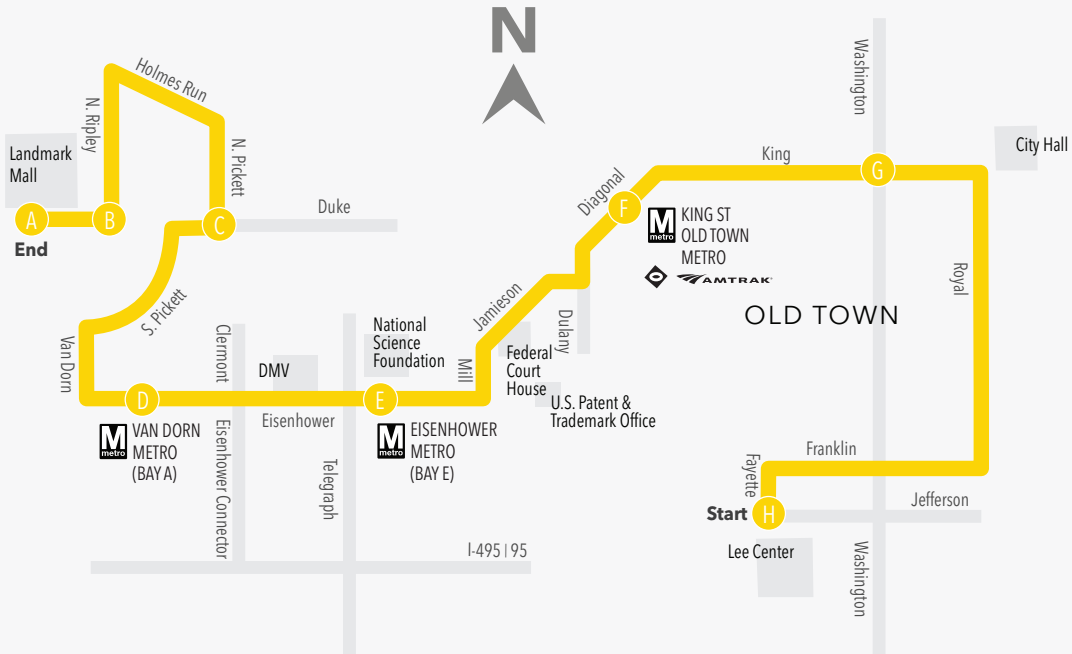 N
Holmes Run
N. Ripley
N. Pickett
Landmark
Mall
A
B
C
End
Duke
S. Pickett
Van Dorn
Washington
City Hall
King
G
Diagonal
F
M
metro
KING ST
OLD TOWN
METRO
AMTRAK
Royal
OLD TOWN
Jamieson
Dulany
Clermont
National
Science
Foundation
DMV
Mill
Federal
Court
House
U.S. Patent &
Trademark Office
D
E
Eisenhower
M
metro
VAN DORN
METRO
(BAY A)
M
metro
EISENHOWER
METRO
(BAY E)
Eisenhower Connector
Telegraph
I-495 | 95
Franklin
Fayette
Start
H
Jefferson
Lee Center
Washington